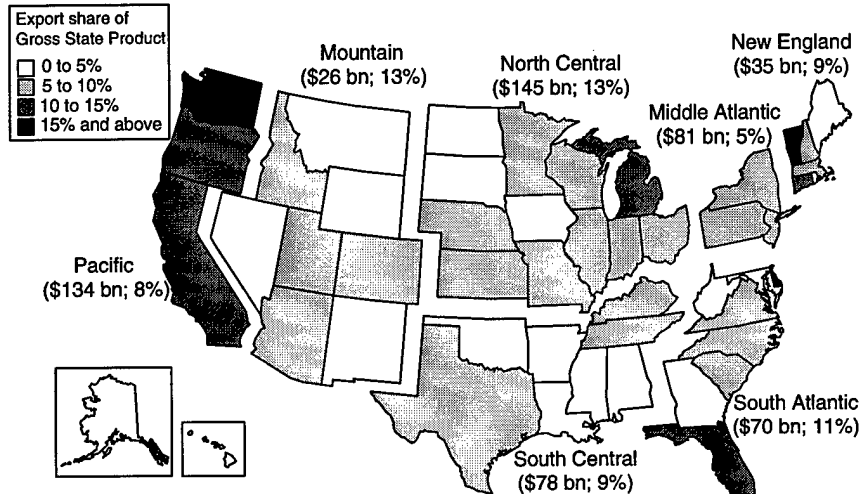 Export share of
Gross State Product
0 to 5%
5 to 10%
10 to 15%
15% and above
Mountain
($26 bn; 13%)
North Central
($145 bn; 13%)
New England
($35 bn; 9%)
Middle Atlantic
($81 bn; 5%)
Pacific
($134 bn; 8%)
South Atlantic
($70 bn; 11%)
South Central
($78 bn; 9%)